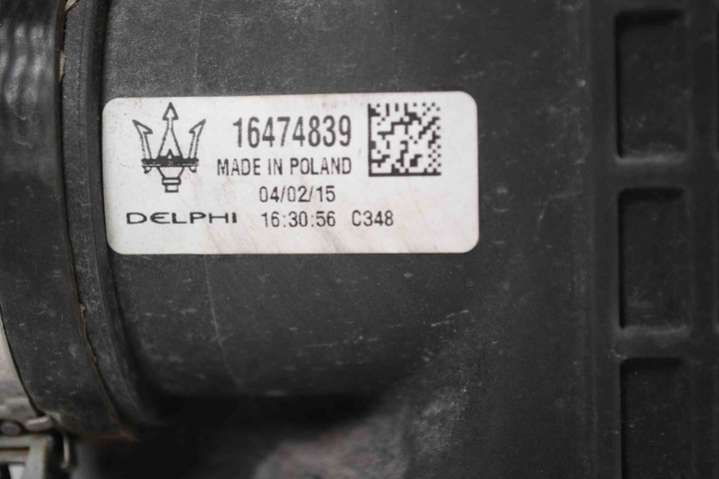 16474839
MADE IN POLAND
04/02/15
DELPHI 16:30:56 C348